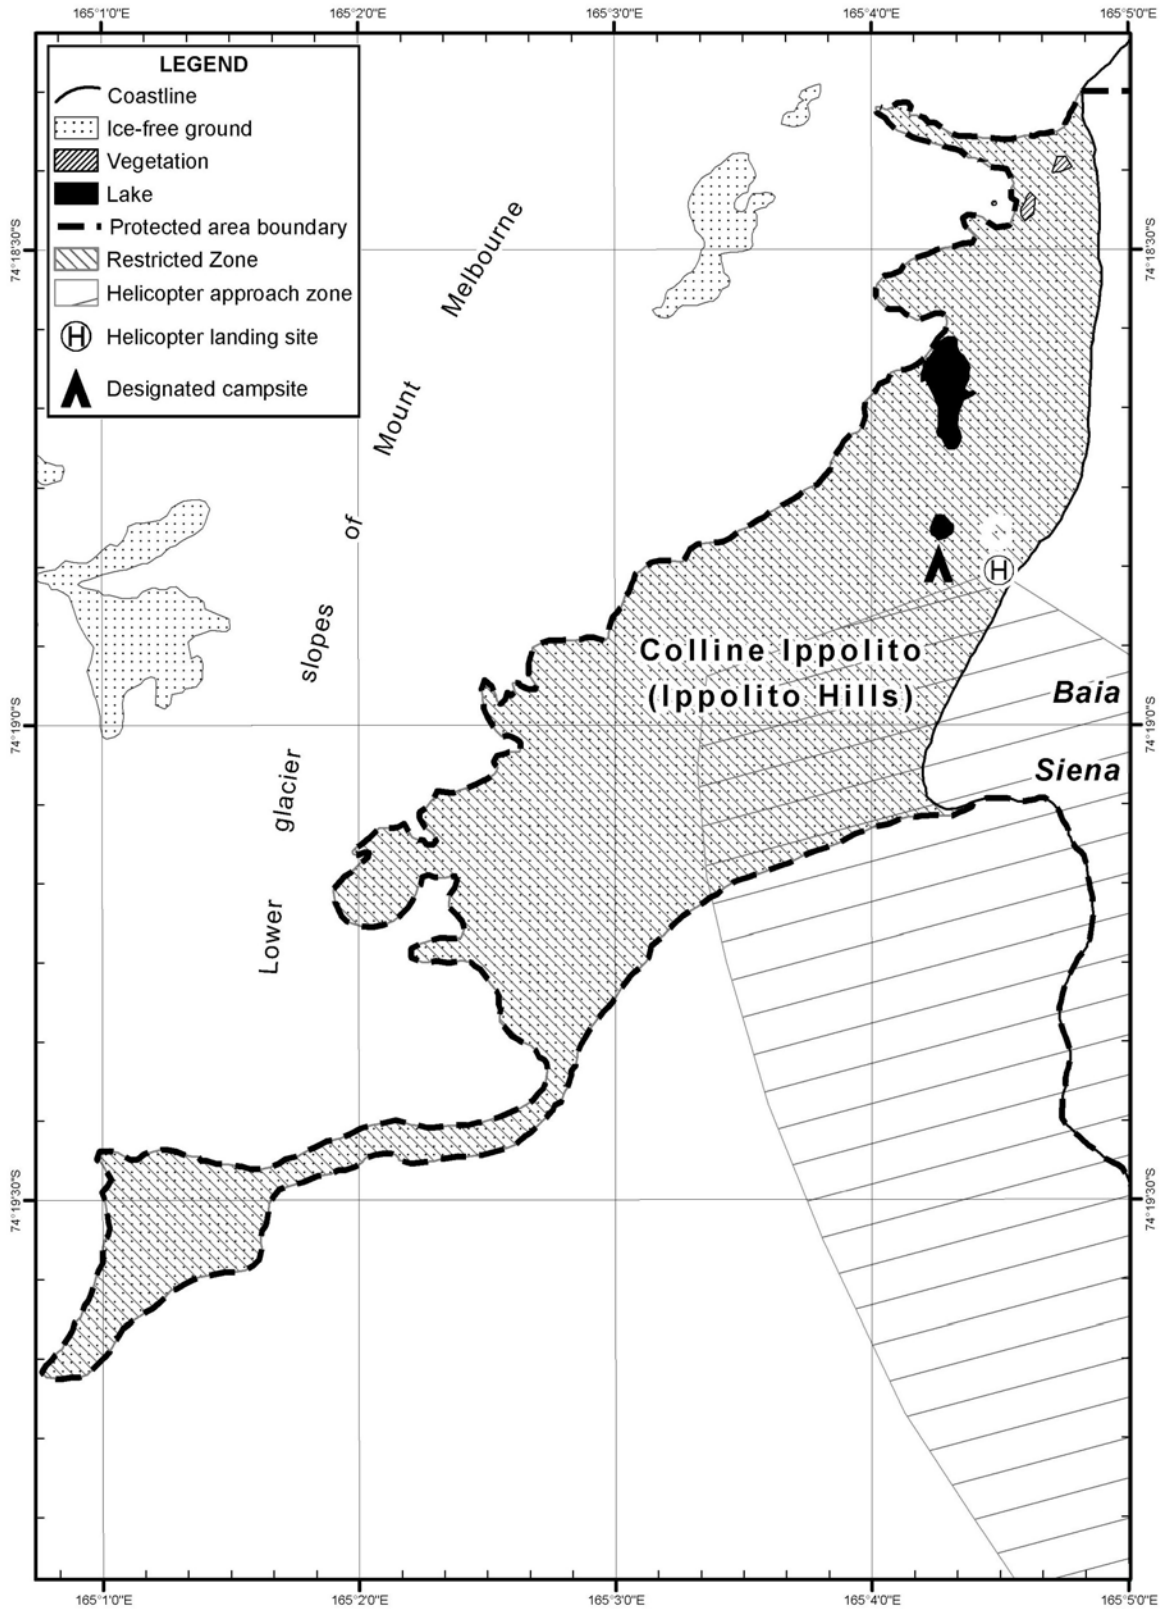 165°1'0"E 165°2'0"E 165°3'0"E 165°4'0"E 165°5'0"E
LEGEND
Coastline
Ice-free ground
Vegetation
Lake
Protected area boundary
Restricted Zone
Helicopter approach zone
H Helicopter landing site
Designated campsite
74°18'30"S
74°18'30"S
Melbourne
Mount
of
slopes
glacier
Lower
H
Colline Ippolito
(Ippolito Hills)
Baia
Siena
74°19'0"S
74°19'0"S
74°19'30"S
74°19'30"S
165°1'0"E 165°2'0"E 165°3'0"E 165°4'0"E 165°5'0"E